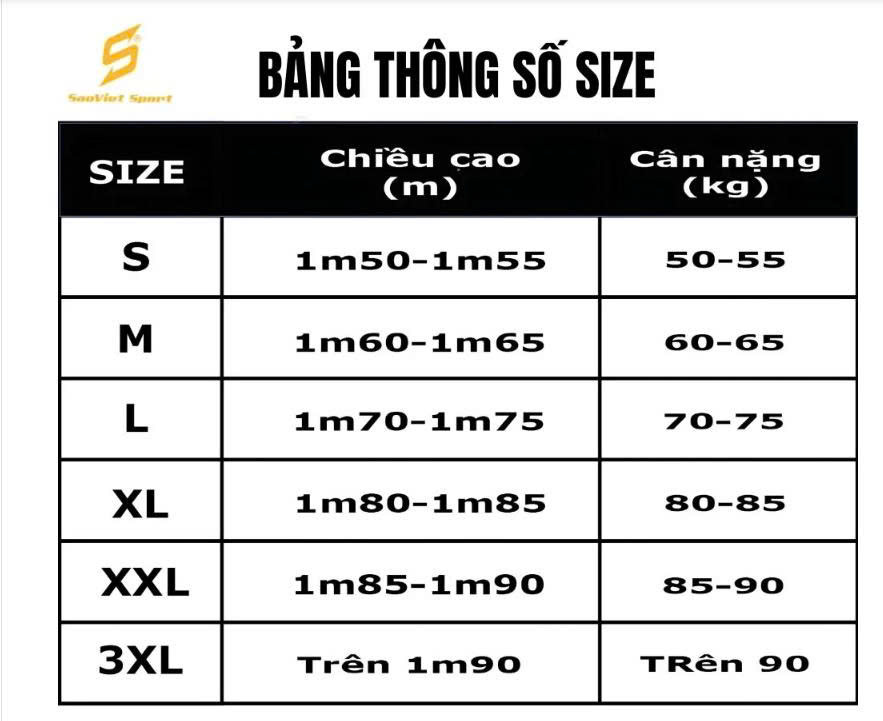 SaoViet Sport
BẢNG THÔNG SỐ SIZE
SIZE
Chiều cao
(m)
Cân nặng
(kg)
S 1m50-1m55 50-55
M 1m60-1m65 60-65
L 1m70-1m75 70-75
XL 1m80-1m85 80-85
XXL 1m85-1m90 85-90
3XL Trên 1m90 TRên 90